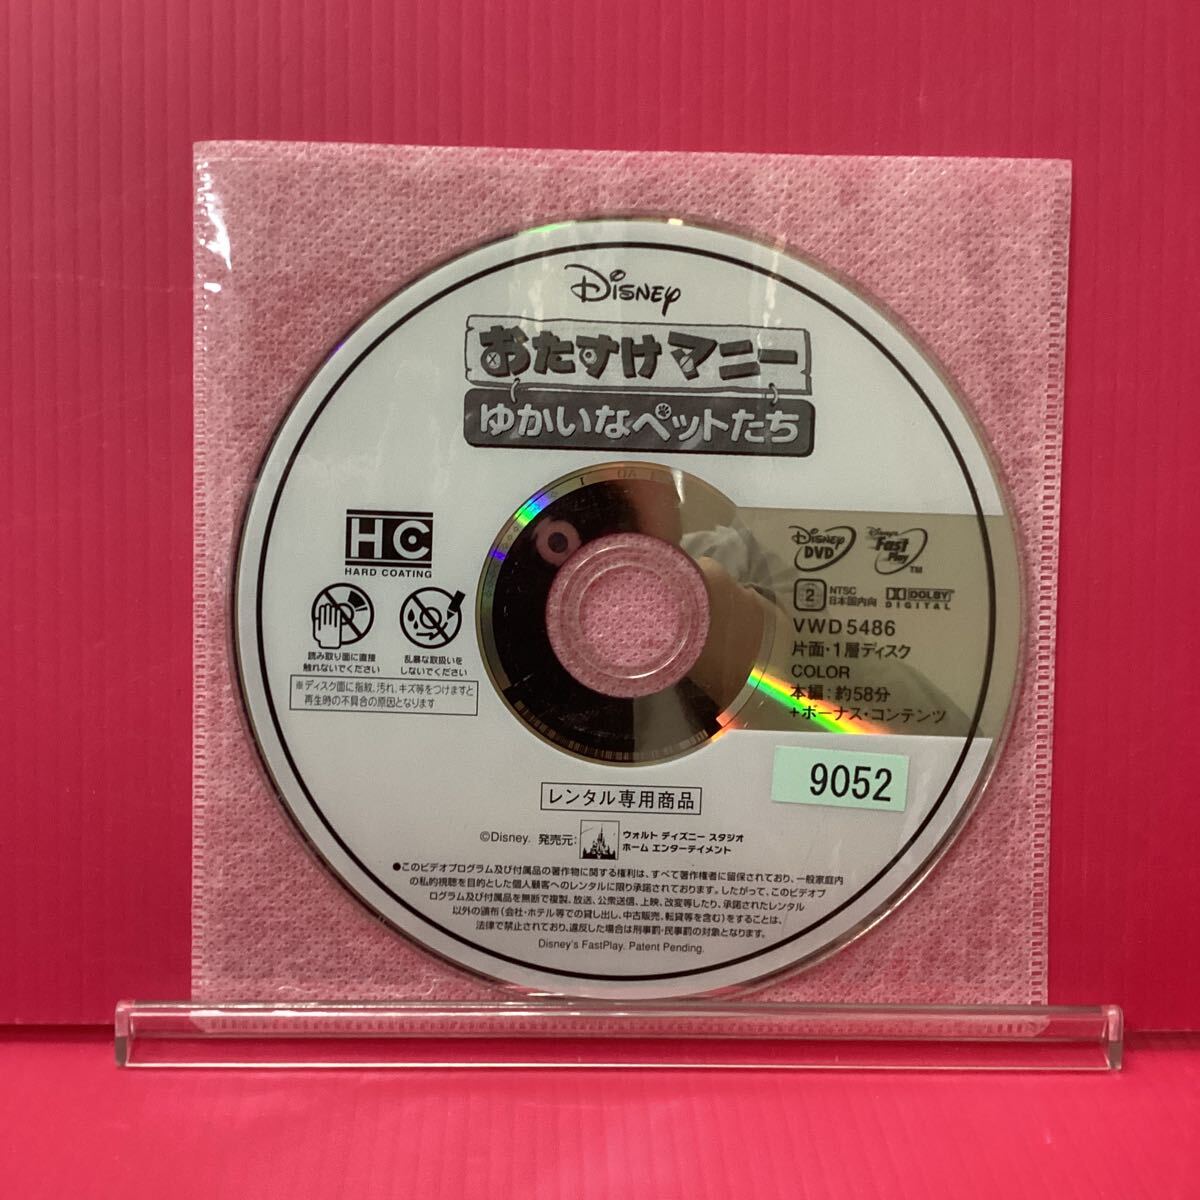 Disney
おたすけマニー
ゆかいなペットたち
HC
HARD COATING
読み取り面に直接
触れないでください
乱暴な取扱いを
しないでください
※ディスク面に指紋、汚れ、キズ等をつけますと
再生時の不具合の原因となります
Disney DVD
Disney's Fast Play TM
2 NTSC 日本国内向
DOLBY DIGITAL
VWD5486
片面・1層ディスク
COLOR
本編：約58分
+ボーナス・コンテンツ
9052
レンタル専用商品
©Disney. 発売元:
ウォルト ディズニー スタジオ
ホーム エンターテイメント
●このビデオプログラム及び付属品の著作物に関する権利は、すべて著作権者に留保されており、一般家庭内
の私的視聴を目的とした個人顧客へのレンタルに限り承諾されております。したがって、このビデオプ
ログラム及び付属品を無断で複製、放送、公衆送信、上映、改変等したり、承諾されたレンタル
以外の頒布(会社・ホテル等での貸し出し、中古販売、転貸等を含む)をすることは、
法律で禁止されており、違反した場合は刑事罰・民事罰の対象となります。
Disney's FastPlay. Patent Pending.